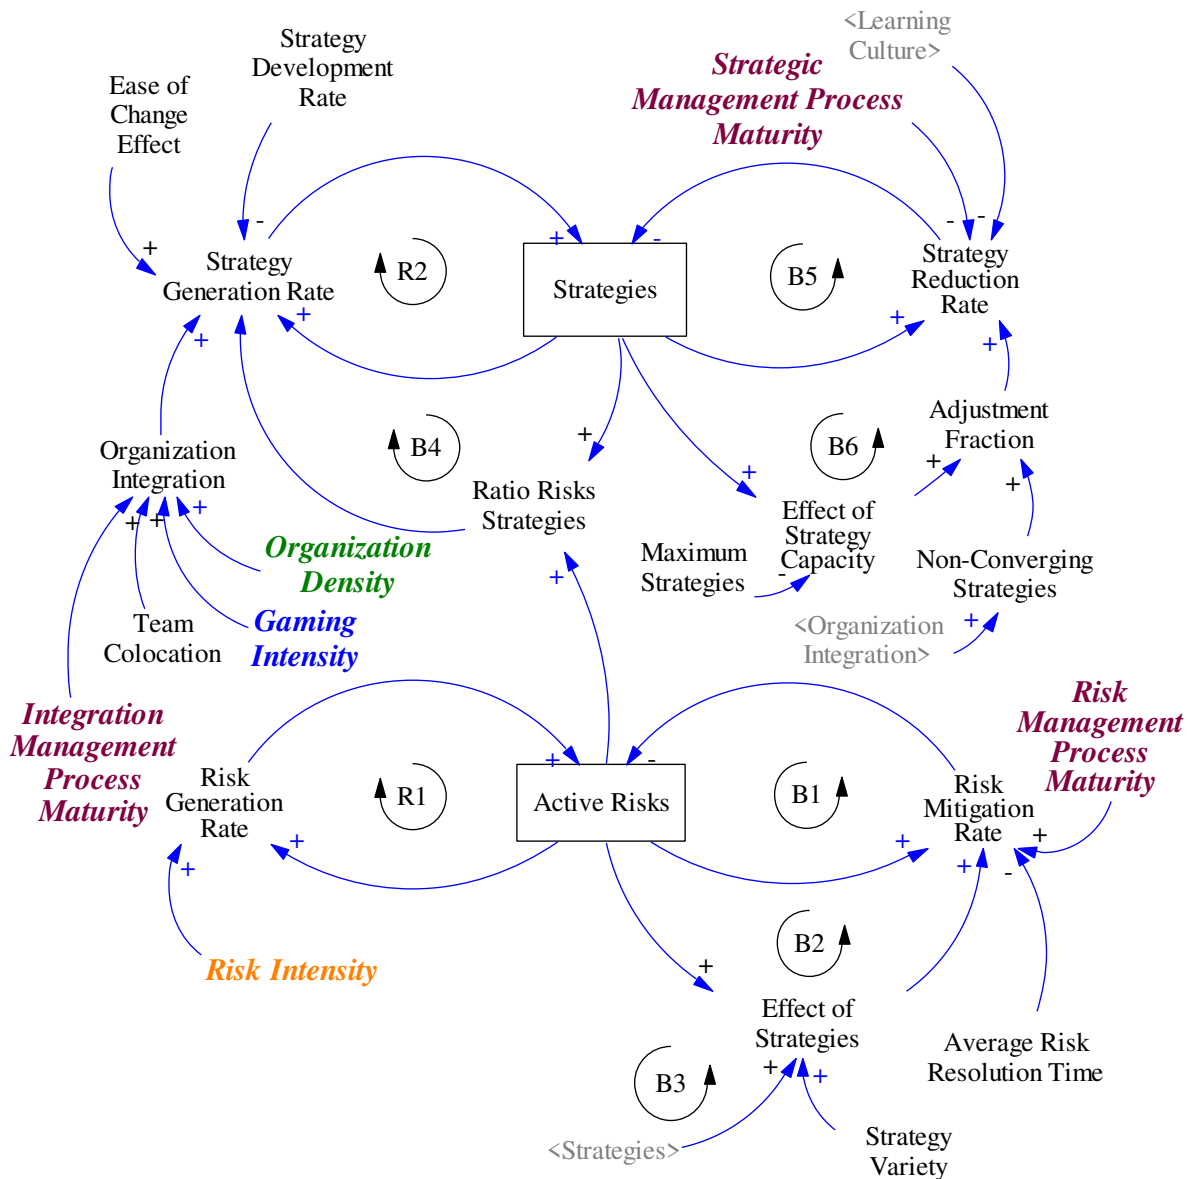 <Learning
Culture>
Strategy
Development
Rate
Strategic
Management Process
Maturity
Ease of
Change
Effect
-
-
-
+
+
-
Strategy
Generation Rate
R2
Strategies
B5
Strategy
Reduction
Rate
+
+
+
+
Adjustment
Fraction
Organization
Integration
B4
+
B6
+
+
+
Ratio Risks
Strategies
+
+
+
Effect of
Strategy
Capacity
Organization
Density
Maximum
Strategies
-
Non-Converging
Strategies
+
Team
Colocation
Gaming
Intensity
<Organization
Integration>
+
Integration
Management
Process
Maturity
Risk
Management
Process
Maturity
+
-
Risk
Generation
Rate
R1
Active Risks
B1
Risk
Mitigation
Rate
+
+
+
+
+
-
Risk Intensity
B2
+
Effect of
Strategies
Average Risk
Resolution Time
B3
+
+
<Strategies>
Strategy
Variety